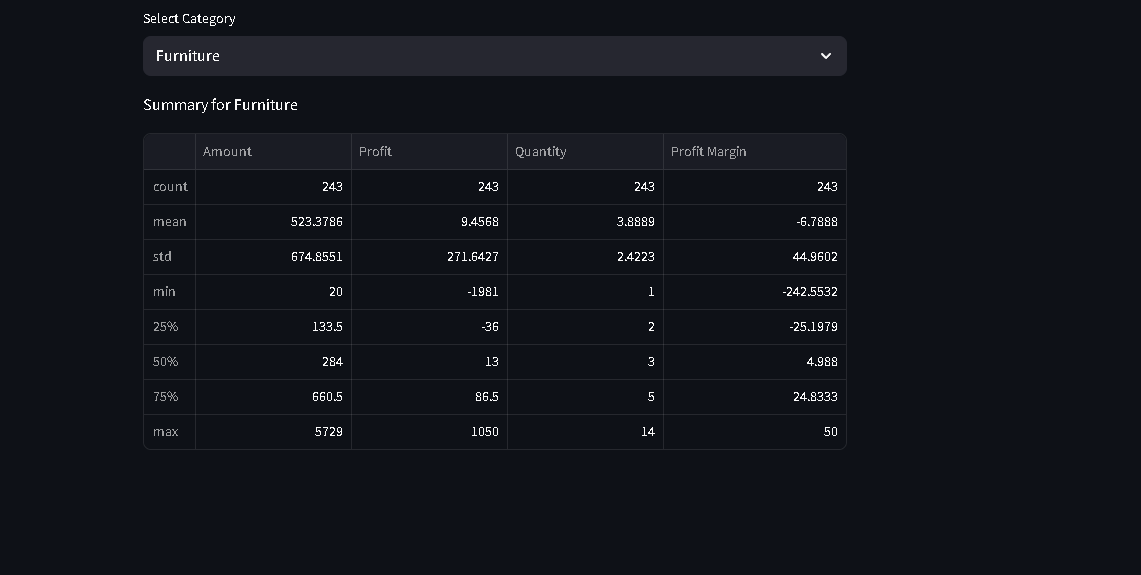 Select Category
Furniture
Summary for Furniture
Amount Profit Quantity Profit Margin
count 243 243 243 243
mean 523.3786 9.4568 3.8889 -6.7888
std 674.8551 271.6427 2.4223 44.9602
min 20 -1981 1 -242.5532
25% 133.5 -36 2 -25.1979
50% 284 13 3 4.988
75% 660.5 86.5 5 24.8333
max 5729 1050 14 50